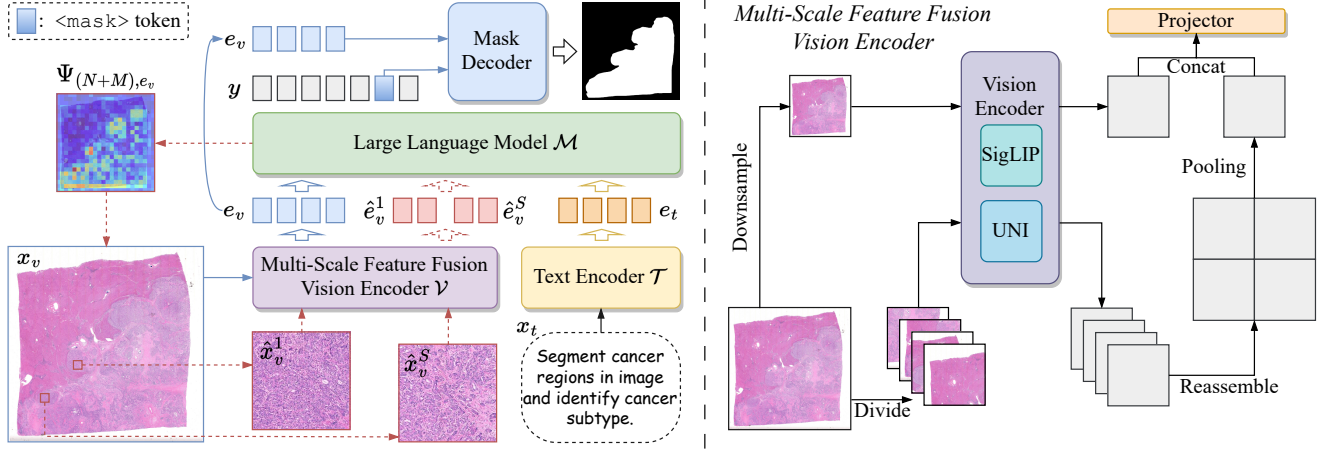 : <mask> token
Ψ(N+M),e_v
e_v
y
Mask
Decoder
Large Language Model M
e_v
ê_v^1
ê_v^S
e_t
x_v
Multi-Scale Feature Fusion
Vision Encoder V
Text Encoder T
x̂_v^1
x̂_v^S
x_t
Segment cancer
regions in image
and identify cancer
subtype.
Multi-Scale Feature Fusion
Vision Encoder
Projector
Concat
Vision
Encoder
SigLIP
UNI
Downsample
Pooling
Divide
Reassemble